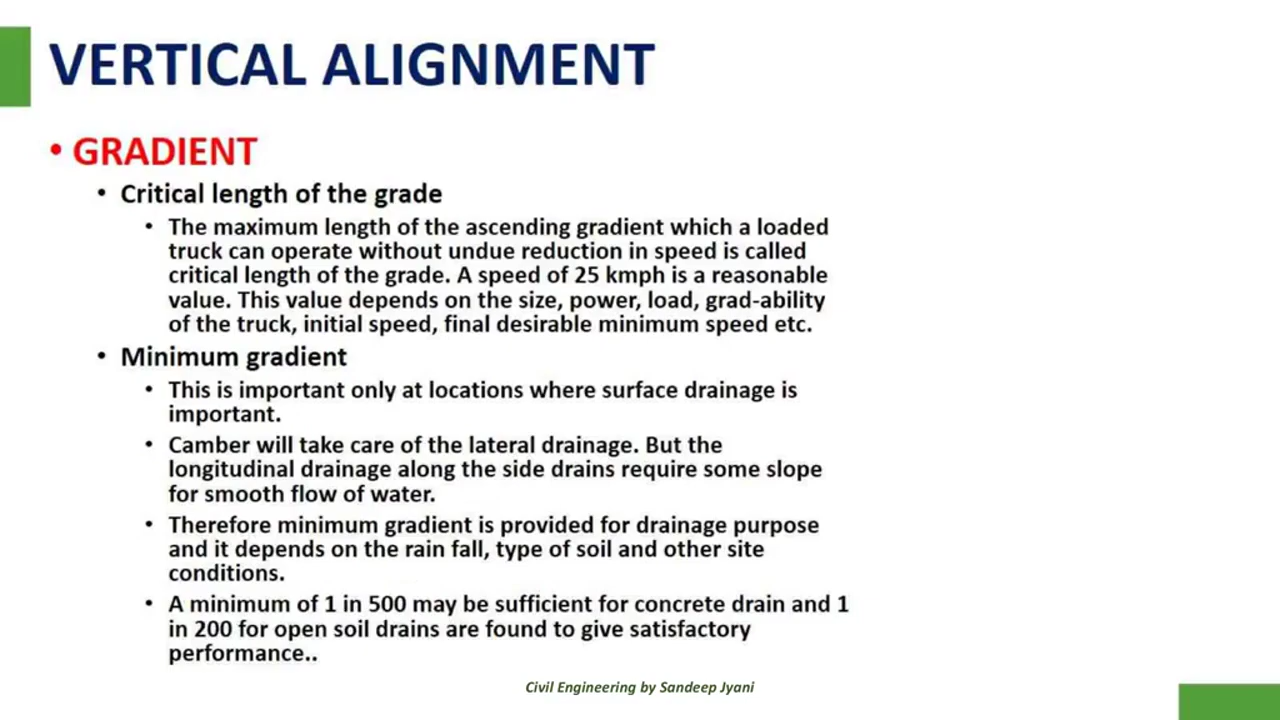 VERTICAL ALIGNMENT
• GRADIENT
• Critical length of the grade
• The maximum length of the ascending gradient which a loaded
truck can operate without undue reduction in speed is called
critical length of the grade. A speed of 25 kmph is a reasonable
value. This value depends on the size, power, load, grad-ability
of the truck, initial speed, final desirable minimum speed etc.
• Minimum gradient
• This is important only at locations where surface drainage is
important.
• Camber will take care of the lateral drainage. But the
longitudinal drainage along the side drains require some slope
for smooth flow of water.
• Therefore minimum gradient is provided for drainage purpose
and it depends on the rain fall, type of soil and other site
conditions.
• A minimum of 1 in 500 may be sufficient for concrete drain and 1
in 200 for open soil drains are found to give satisfactory
performance..
Civil Engineering by Sandeep Jyani